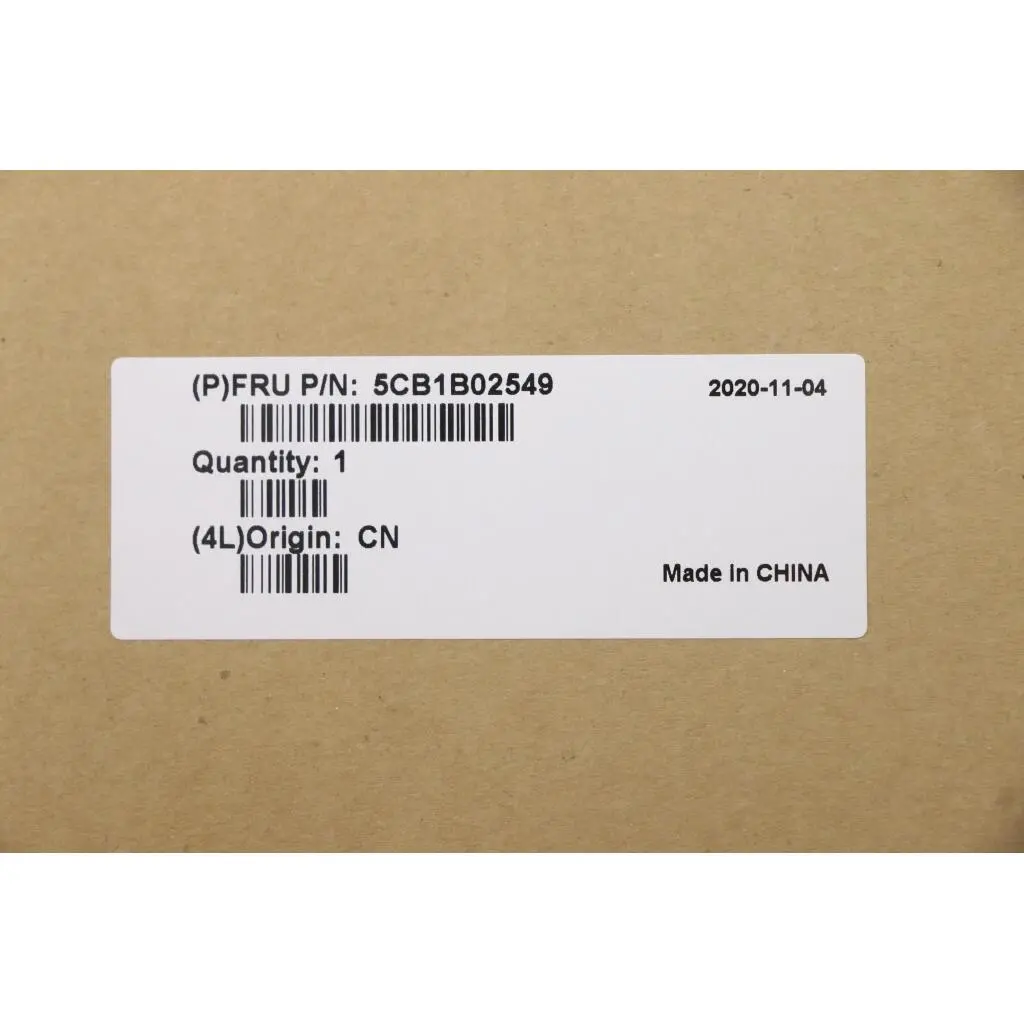 (P)FRU P/N: 5CB1B02549
2020-11-04
Quantity: 1
(4L)Origin: CN
Made in CHINA